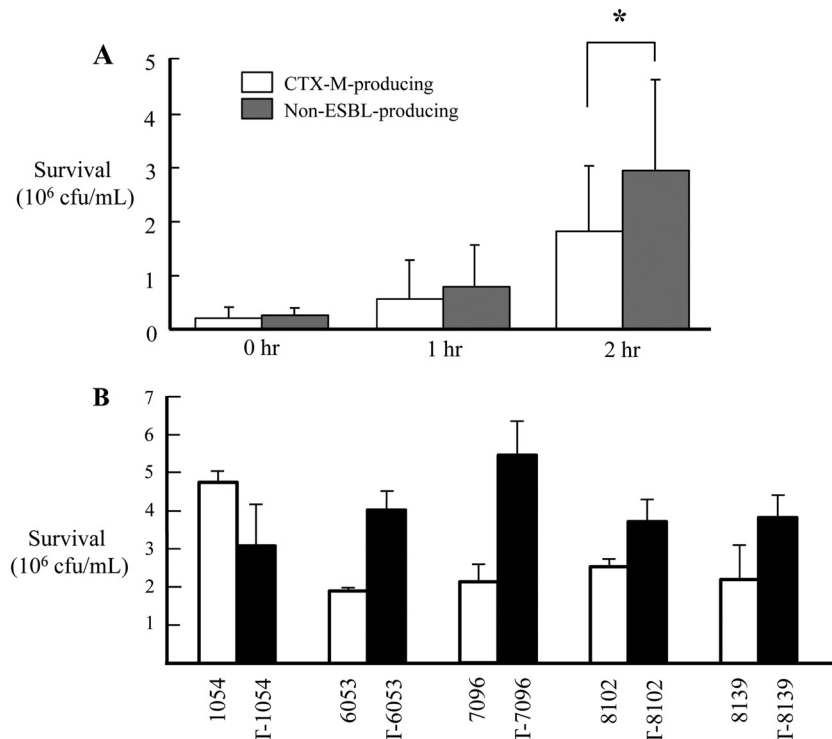 A
*
5
4
3
2
1
0
Survival
(10⁶ cfu/mL)
CTX-M-producing
Non-ESBL-producing
0 hr
1 hr
2 hr
B
7
6
5
4
3
2
1
Survival
(10⁶ cfu/mL)
1054
T-1054
6053
T-6053
7096
T-7096
8102
T-8102
8139
T-8139